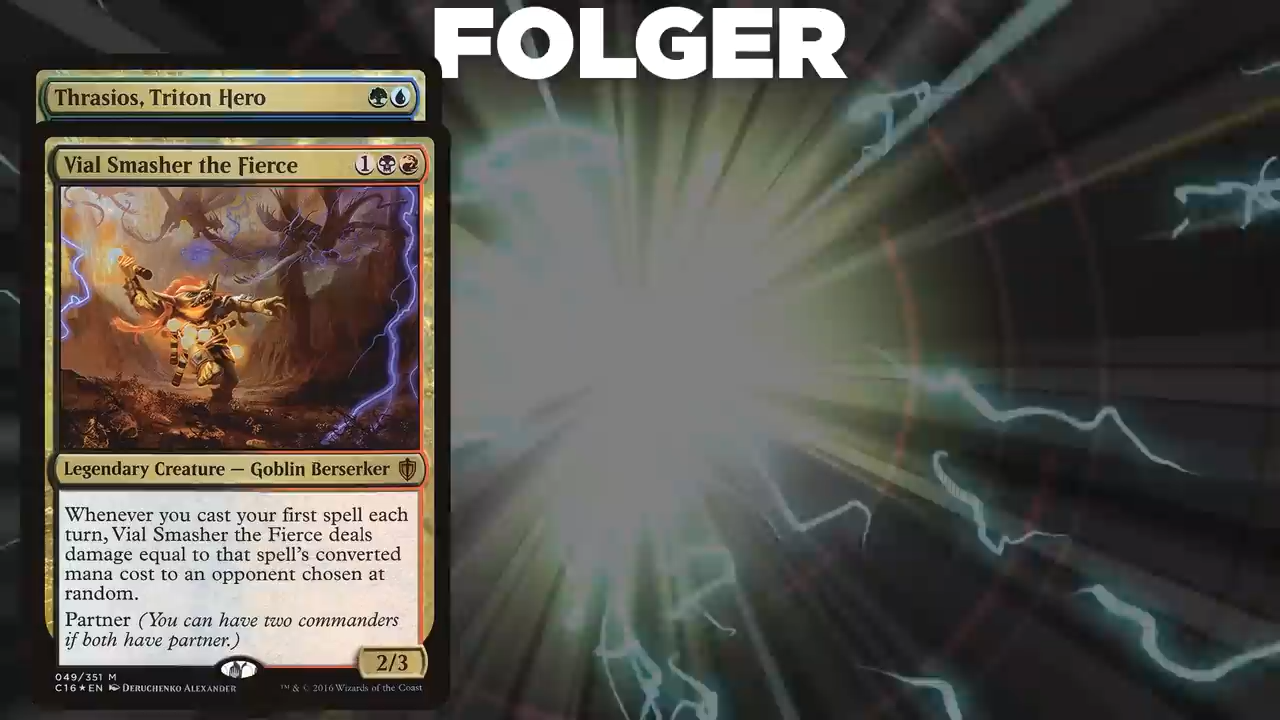 FOLGER
Thrasios, Triton Hero
Vial Smasher the Fierce 1
Legendary Creature — Goblin Berserker
Whenever you cast your first spell each
turn, Vial Smasher the Fierce deals
damage equal to that spell's converted
mana cost to an opponent chosen at
random.
Partner (You can have two commanders
if both have partner.)
2/3
049/351 M
C16★EN Deruchenko Alexander
™ & © 2016 Wizards of the Coast